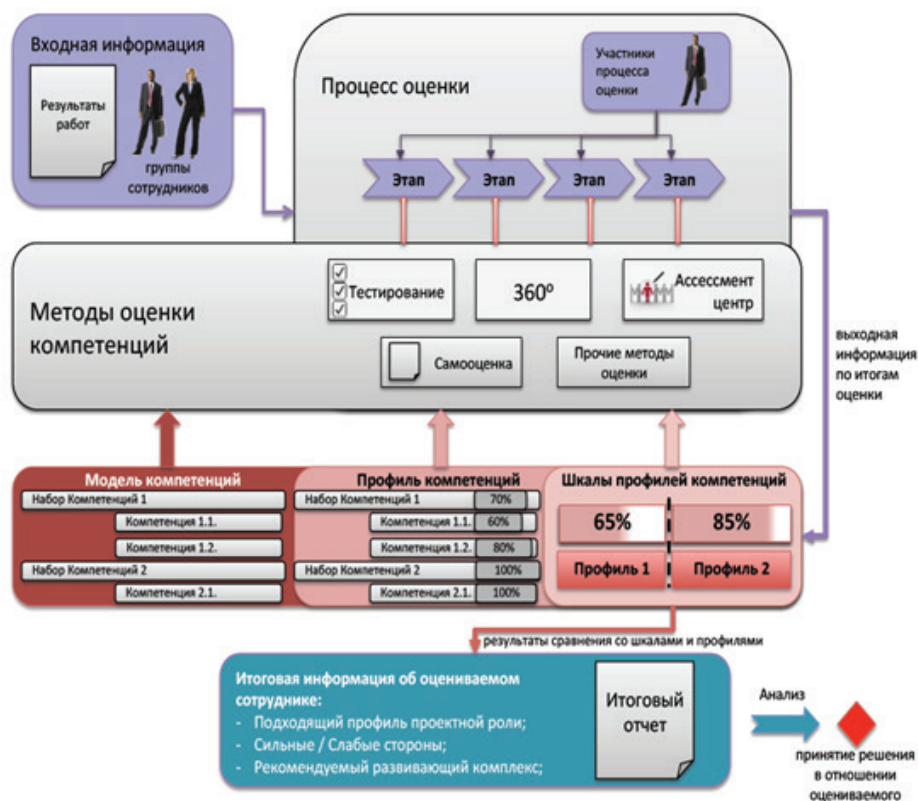 Входная информация
Результаты
работ
группы
сотрудников
Процесс оценки
Участники
процесса
оценки
Этап
Этап
Этап
Этап
Методы оценки
компетенций
Тестирование
360⁰
Ассессмент
центр
Самооценка
Прочие методы
оценки
выходная
информация
по итогам
оценки
Модель компетенций
Набор Компетенций 1
Компетенция 1.1.
Компетенция 1.2.
Набор Компетенций 2
Компетенция 2.1.
Профиль компетенций
Набор Компетенций 1 70%
Компетенция 1.1. 60%
Компетенция 1.2. 80%
Набор Компетенций 2 100%
Компетенция 2.1. 100%
Шкалы профилей компетенций
65% 85%
Профиль 1 Профиль 2
результаты сравнения со шкалами и профилями
Итоговая информация об оцениваемом
сотруднике:
- Подходящий профиль проектной роли;
- Сильные / Слабые стороны;
- Рекомендуемый развивающий комплекс;
Итоговый
отчет
Анализ
принятие решения
в отношении
оцениваемого